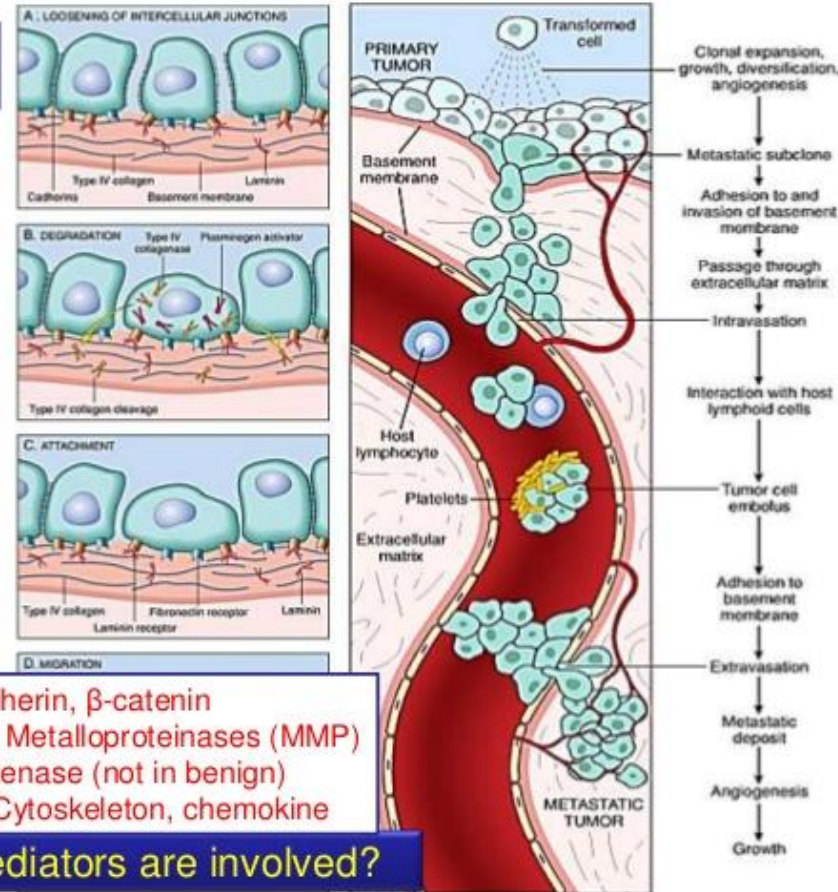 A. LOOSENING OF INTERCELLULAR JUNCTIONS
Type IV collagen
Laminin
Cadherins
Basement membrane
B. DEGRADATION
Type IV
collagenase
Plasminogen activator
Type IV collagen cleavage
C. ATTACHMENT
Type IV collagen
Fibronectin receptor
Laminin
Laminin receptor
D. MIGRATION
herin, β-catenin
Metalloproteinases (MMP)
enase (not in benign)
Cytoskeleton, chemokine
ediators are involved?
PRIMARY
TUMOR
Transformed
cell
Basement
membrane
Host
lymphocyte
Platelets
Extracellular
matrix
METASTATIC
TUMOR
Clonal expansion,
growth, diversification,
angiogenesis
Metastatic subclone
Adhesion to and
invasion of basement
membrane
Passage through
extracellular matrix
Intravasation
Interaction with host
lymphoid cells
Tumor cell
embolus
Adhesion to
basement
membrane
Extravasation
Metastatic
deposit
Angiogenesis
Growth